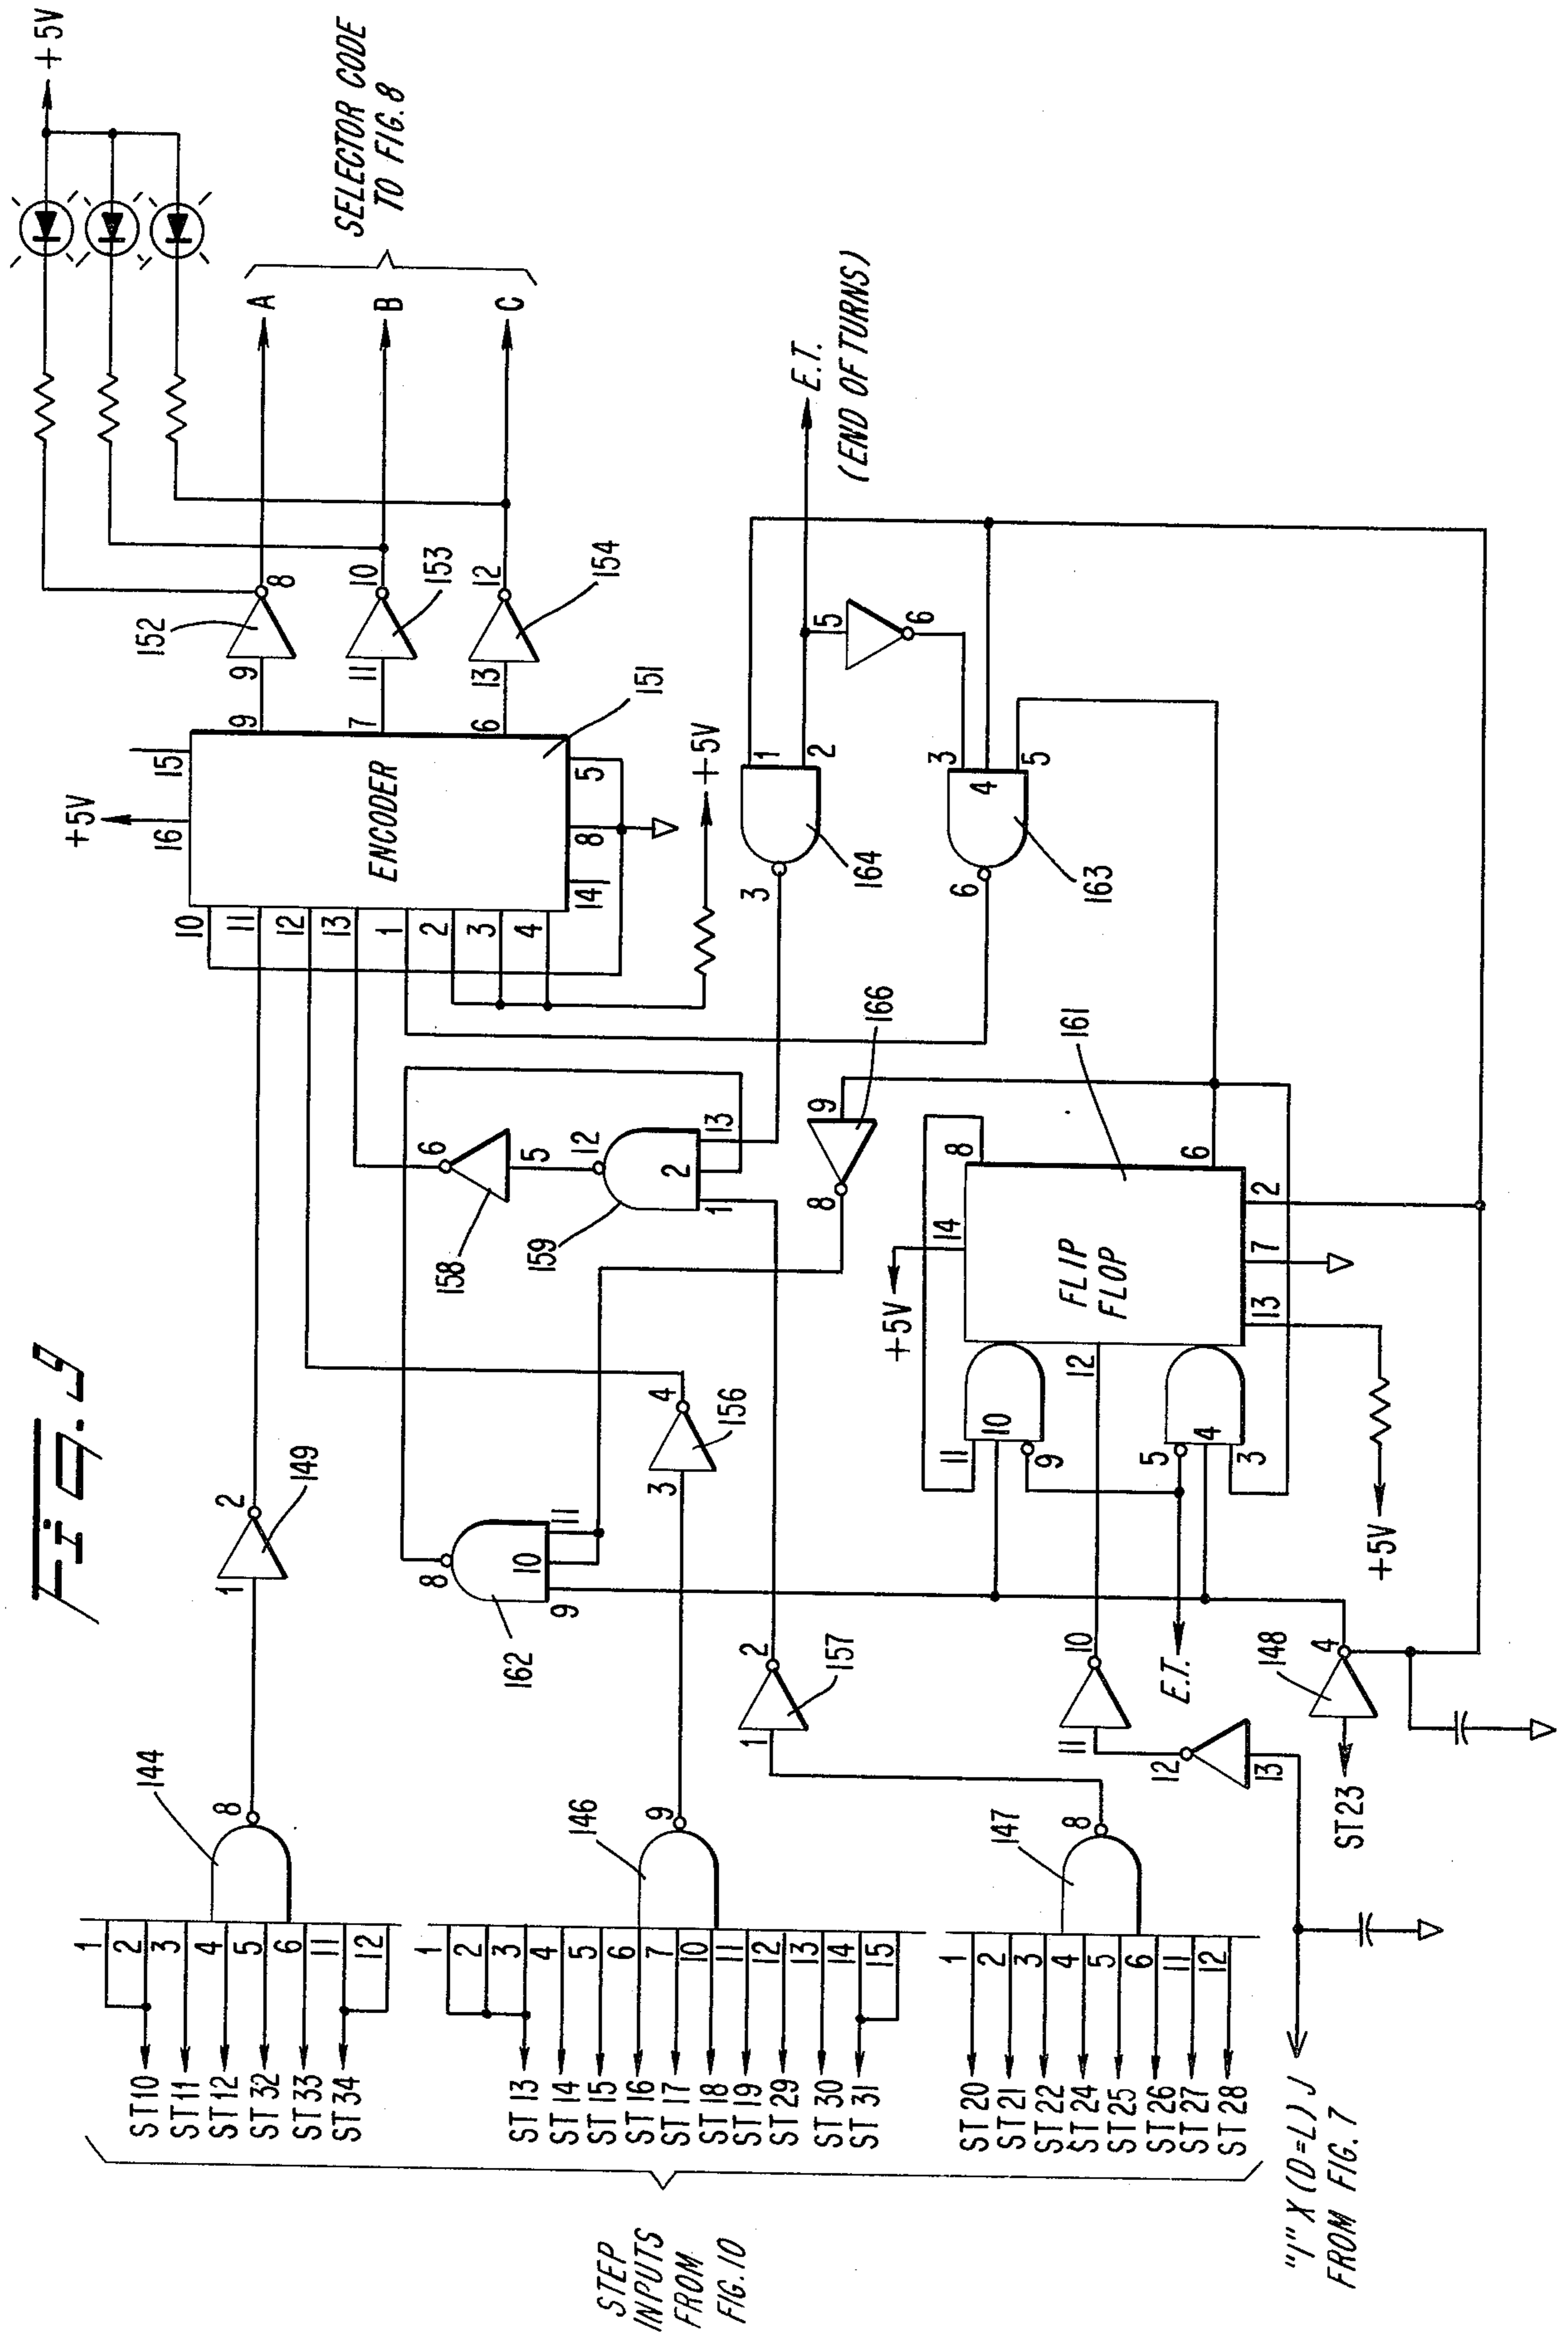 Fig. 9
STEP
INPUTS
FROM
FIG. 10
ST10
ST11
ST12
ST32
ST33
ST34
1
2
3
4
5
6
11
12
144
8
1
149
2
ST13
ST14
ST15
ST16
ST17
ST18
ST19
ST29
ST30
ST31
1
2
3
4
5
6
7
10
11
12
13
14
15
146
9
3
156
4
ST20
ST21
ST22
ST24
ST25
ST26
ST27
ST28
1
2
3
4
5
6
11
12
147
8
1
157
2
"1" X (D=L) J
FROM FIG. 7
13
12
11
10
ST23
148
4
E.T.
162
8
9
10
11
158
6
5
159
12
1
2
13
166
9
8
161
FLIP
FLOP
11
10
9
5
4
3
12
14
8
6
2
7
13
+5V
+5V
ENCODER
151
10
11
12
13
1
2
3
4
16
15
14
8
5
9
7
6
+5V
+5V
152
9
8
153
11
10
154
13
12
A
B
C
+5V
SELECTOR CODE
TO FIG. 8
164
3
1
2
163
6
3
4
5
5
6
E.T.
(END OF TURNS)